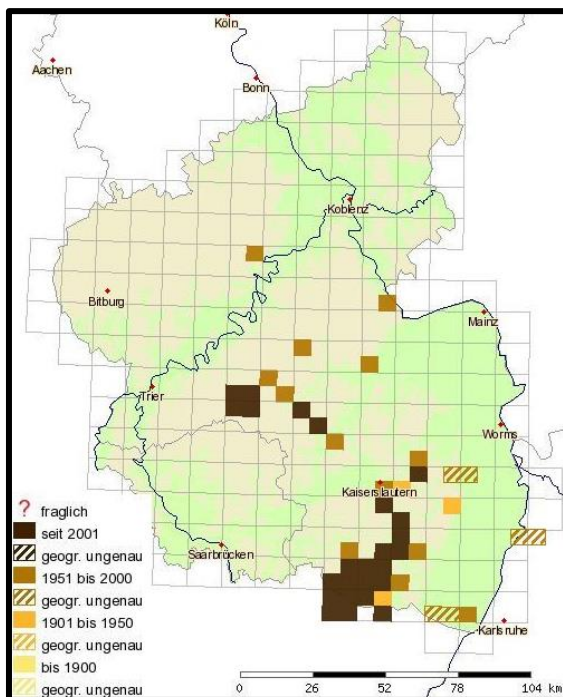 Köln
Aachen
Bonn
Koblenz
Bitburg
Mainz
Trier
Worms
Kaiserslautern
Saarbrücken
Karlsruhe
? fraglich
seit 2001
geogr. ungenau
1951 bis 2000
geogr. ungenau
1901 bis 1950
geogr. ungenau
bis 1900
geogr. ungenau
0 26 52 78 104 km